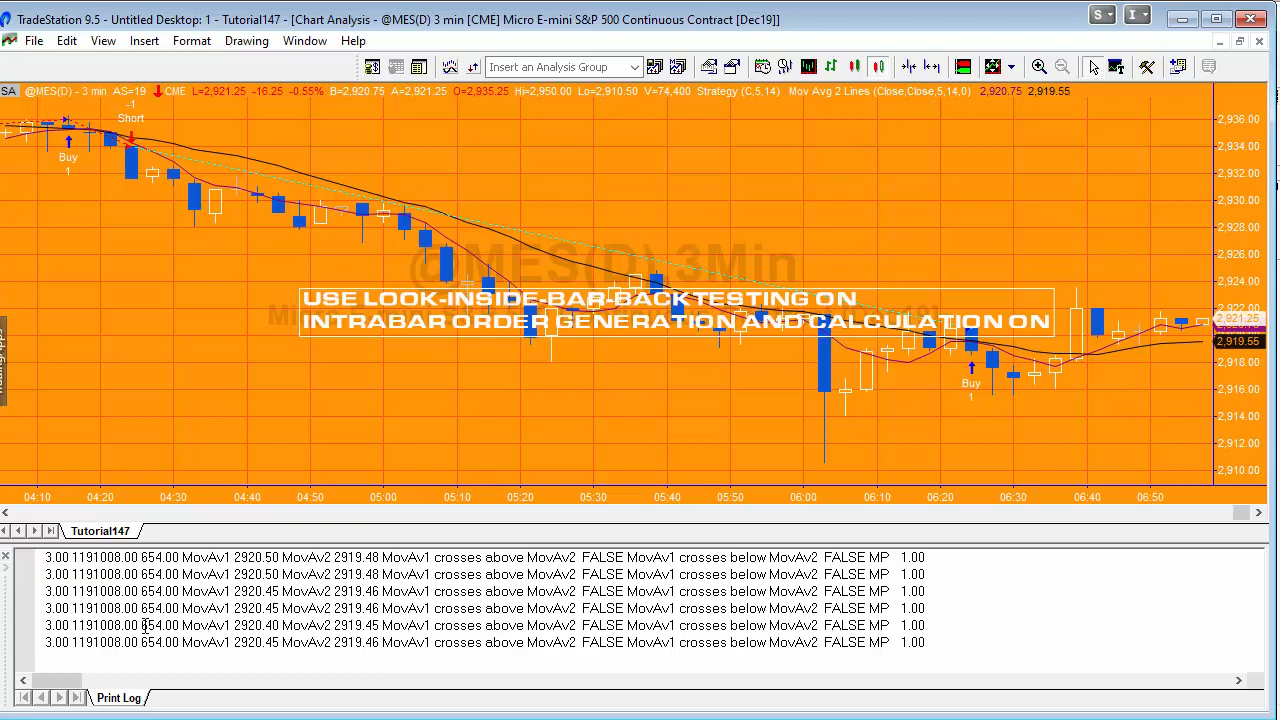 TradeStation 9.5 - Untitled Desktop: 1 - Tutorial147 - [Chart Analysis - @MES(D) 3 min [CME] Micro E-mini S&P 500 Continuous Contract [Dec19]]
S I
File Edit View Insert Format Drawing Window Help
Insert an Analysis Group
SA @MES(D) - 3 min AS=19 CME L=2,921.25 -16.25 -0.55% B=2,920.75 A=2,921.25 O=2,935.25 Hi=2,950.00 Lo=2,910.50 V=74,400 Strategy (C,5,14) Mov Avg 2 Lines (Close,Close,5,14,0) 2,920.75 2,919.55
-1
Short
Buy
1
2,936.00
2,934.00
2,932.00
2,930.00
2,928.00
2,926.00
2,924.00
2,922.00
2,921.25
2,919.55
2,918.00
2,916.00
2,914.00
2,912.00
2,910.00
@MES(D),3Min
USE LOOK-INSIDE-BAR-BACKTESTING ON
INTRABAR ORDER GENERATION AND CALCULATION ON
Buy
1
04:10 04:20 04:30 04:40 04:50 05:00 05:10 05:20 05:30 05:40 05:50 06:00 06:10 06:20 06:30 06:40 06:50
Tutorial147
3.00 1191008.00 654.00 MovAv1 2920.50 MovAv2 2919.48 MovAv1 crosses above MovAv2 FALSE MovAv1 crosses below MovAv2 FALSE MP 1.00
3.00 1191008.00 654.00 MovAv1 2920.50 MovAv2 2919.48 MovAv1 crosses above MovAv2 FALSE MovAv1 crosses below MovAv2 FALSE MP 1.00
3.00 1191008.00 654.00 MovAv1 2920.45 MovAv2 2919.46 MovAv1 crosses above MovAv2 FALSE MovAv1 crosses below MovAv2 FALSE MP 1.00
3.00 1191008.00 654.00 MovAv1 2920.45 MovAv2 2919.46 MovAv1 crosses above MovAv2 FALSE MovAv1 crosses below MovAv2 FALSE MP 1.00
3.00 1191008.00 654.00 MovAv1 2920.40 MovAv2 2919.45 MovAv1 crosses above MovAv2 FALSE MovAv1 crosses below MovAv2 FALSE MP 1.00
3.00 1191008.00 654.00 MovAv1 2920.45 MovAv2 2919.46 MovAv1 crosses above MovAv2 FALSE MovAv1 crosses below MovAv2 FALSE MP 1.00
Print Log